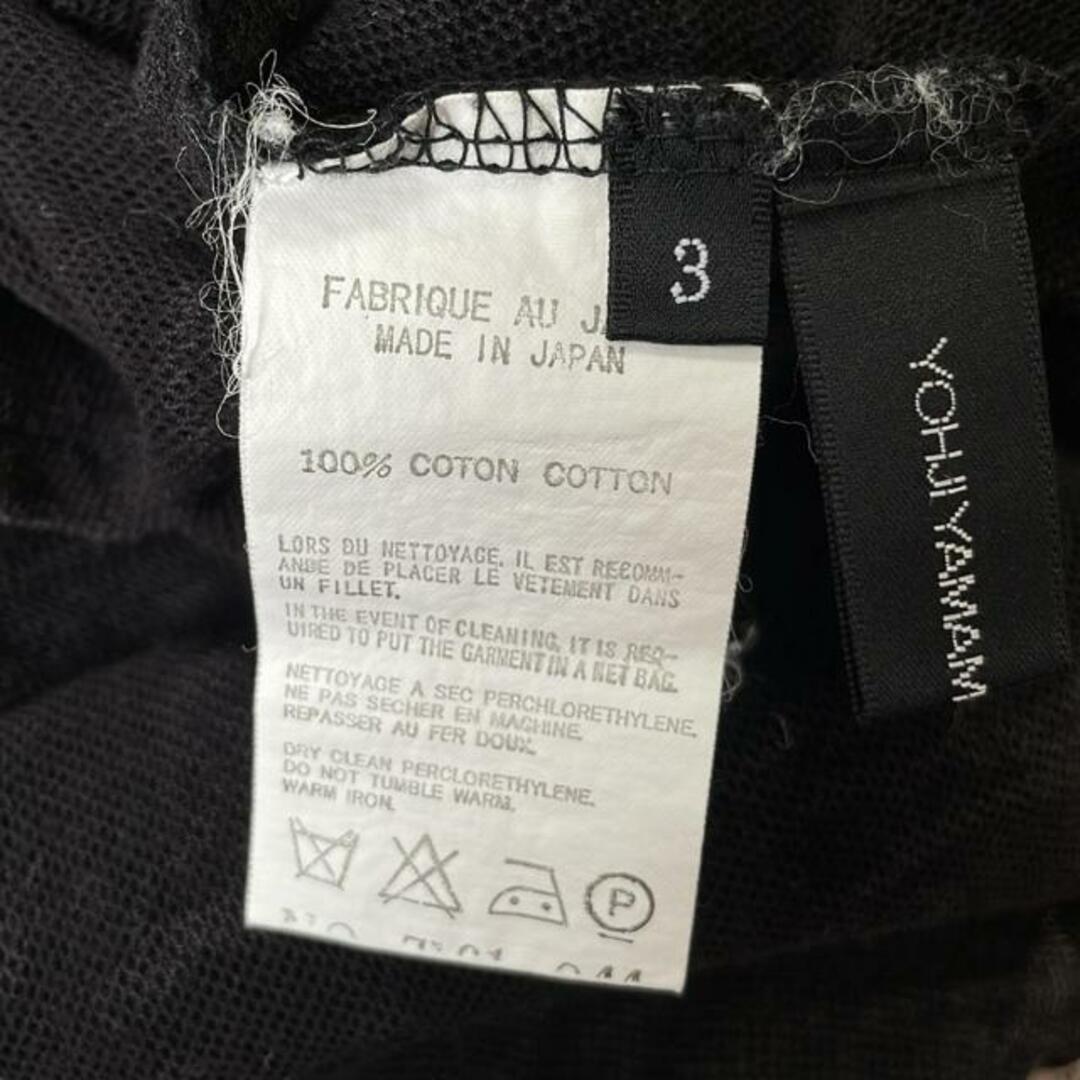 FABRIQUE AU
MADE IN JAPAN
3
YOHJI YAMAM
100% COTON COTTON
LORS DU NETTOYAGE. IL EST RECOMM-
ANDE DE PLACER LE VETEMENT DANS
UN FILLET.
IN THE EVENT OF CLEANING, IT IS REQ-
UIRED TO PUT THE GARMENT IN A NET BAG.
NETTOYAGE A SEC PERCHLORETHYLENE.
NE PAS SECHER EN MACHINE.
REPASSER AU FER DOUX.
DRY CLEAN PERCLORETHYLENE.
DO NOT TUMBLE WARM.
WARM IRON.
P